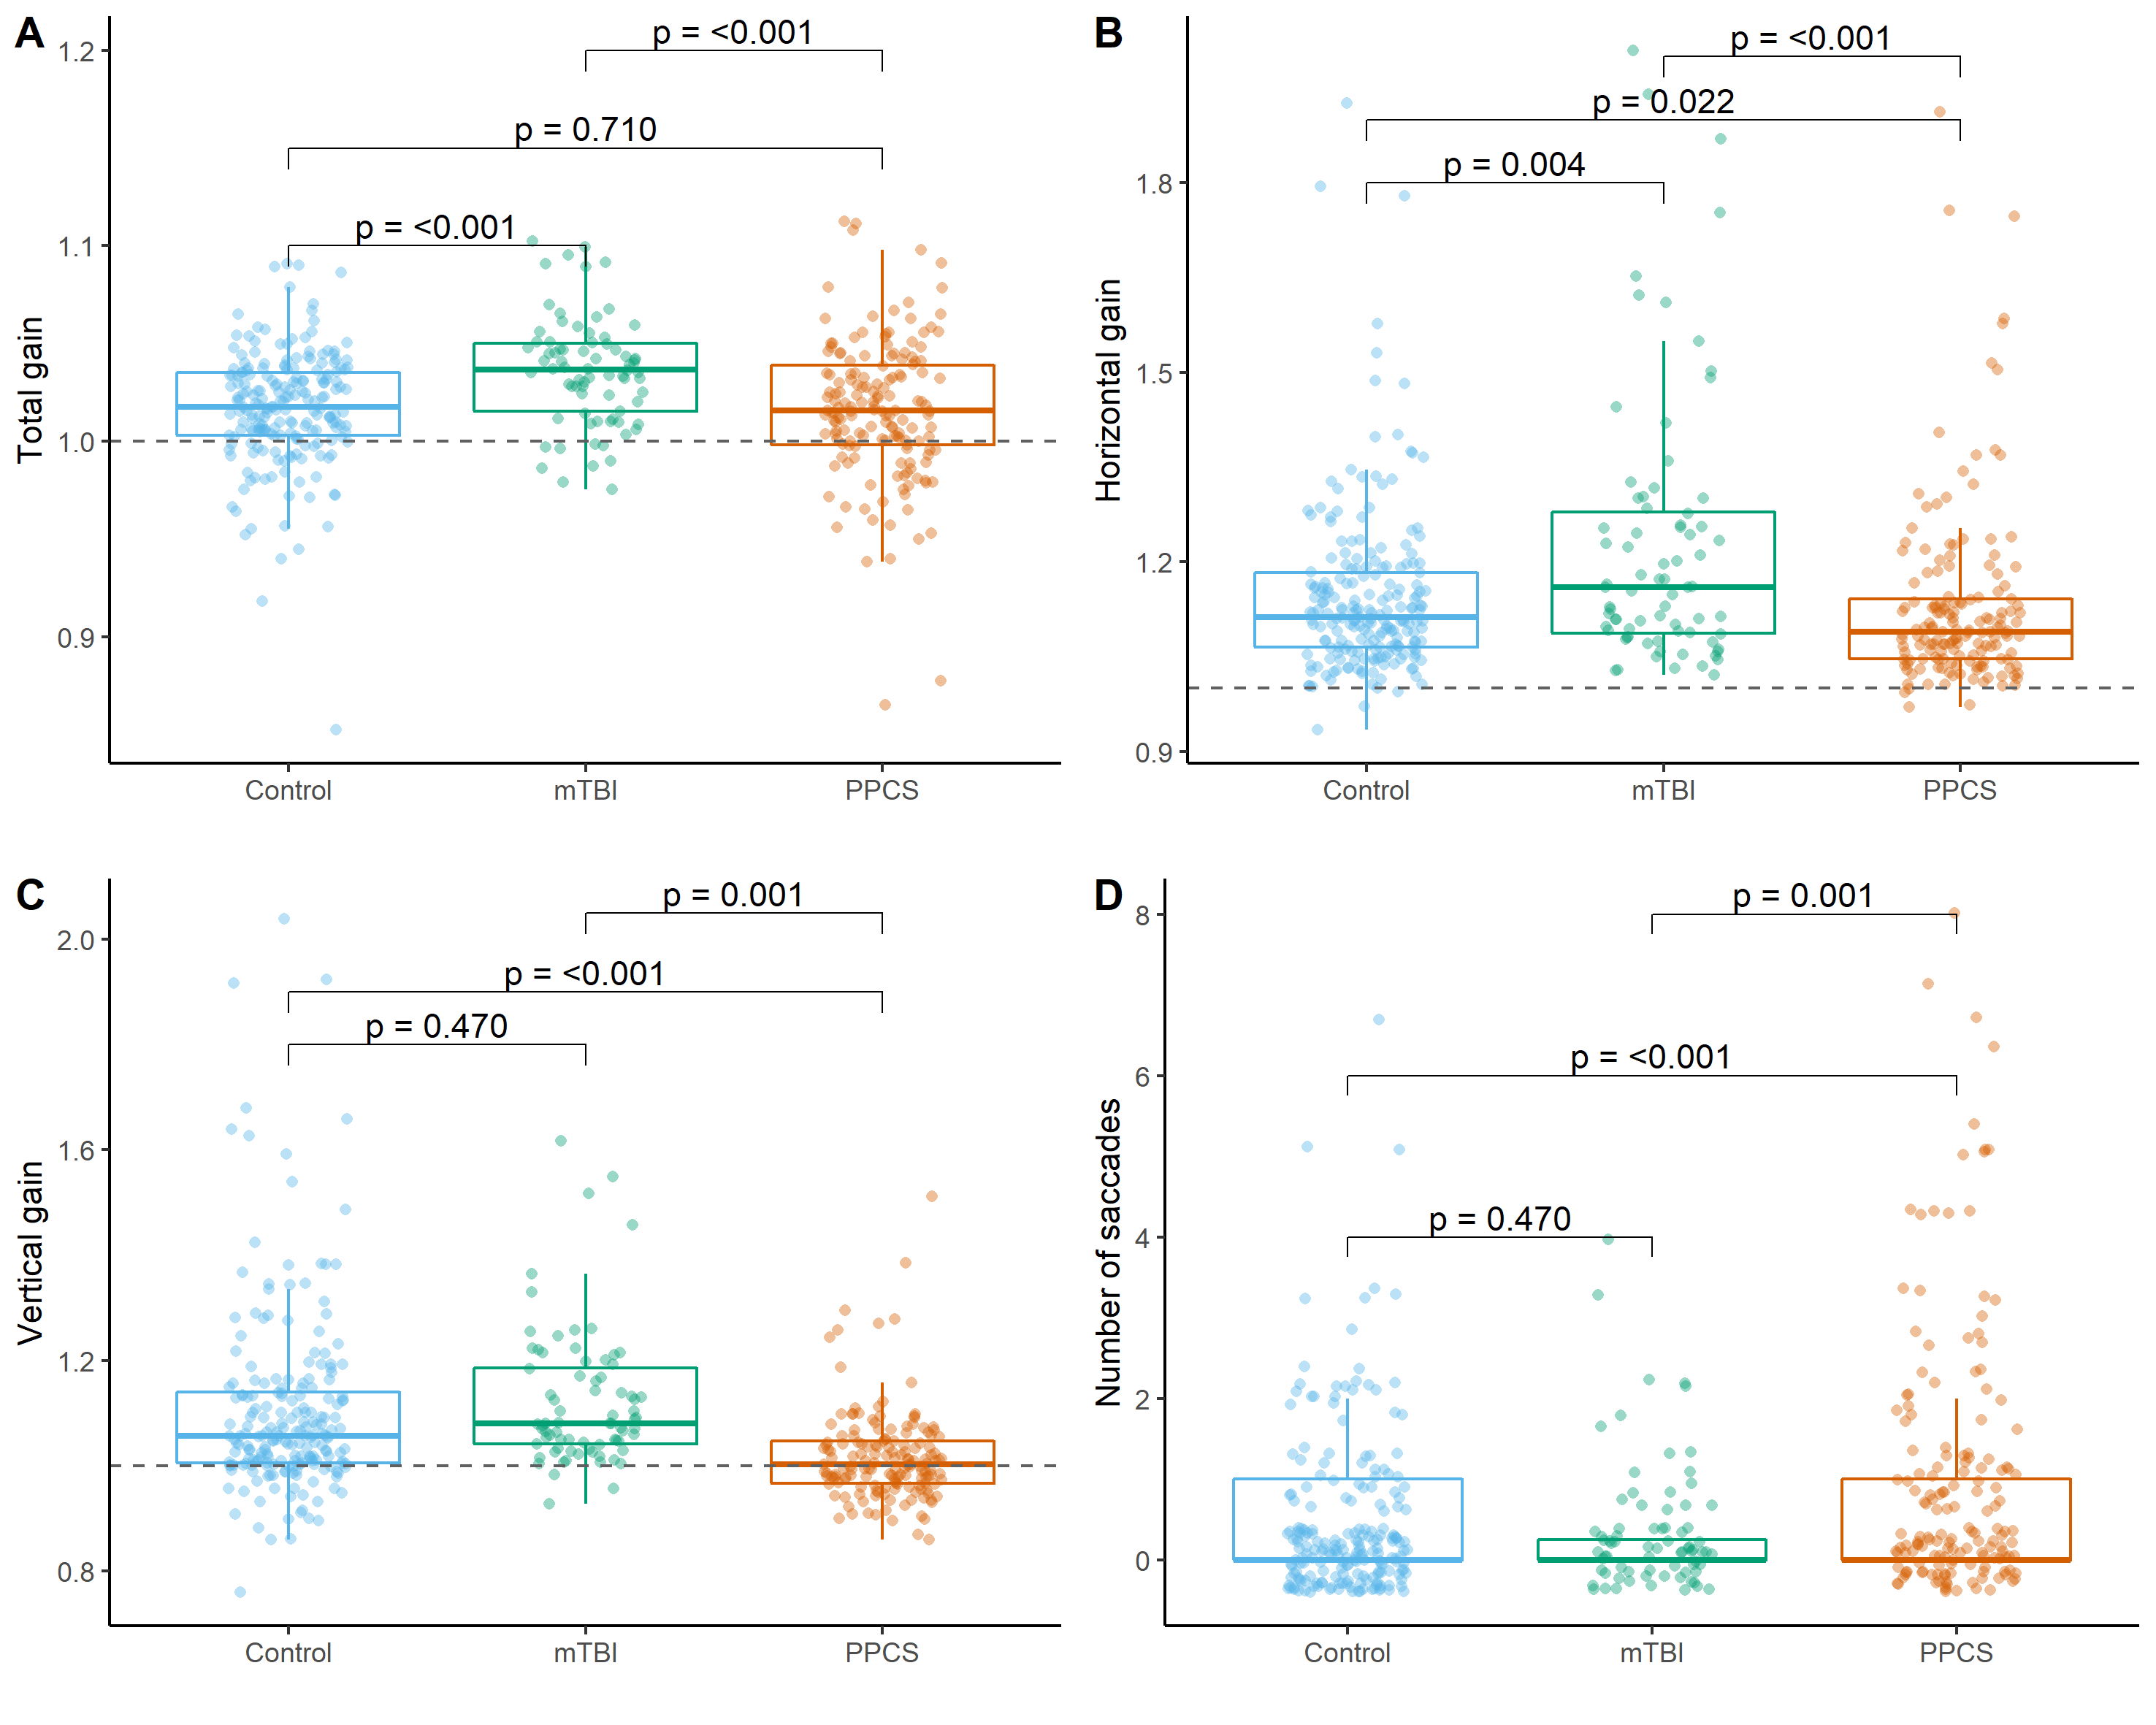 A
Total gain
1.2
1.1
1.0
0.9
p = <0.001
p = 0.710
p = <0.001
Control
mTBI
PPCS
B
Horizontal gain
1.8
1.5
1.2
0.9
p = <0.001
p = 0.022
p = 0.004
Control
mTBI
PPCS
C
Vertical gain
2.0
1.6
1.2
0.8
p = 0.001
p = <0.001
p = 0.470
Control
mTBI
PPCS
D
Number of saccades
8
6
4
2
0
p = 0.001
p = <0.001
p = 0.470
Control
mTBI
PPCS